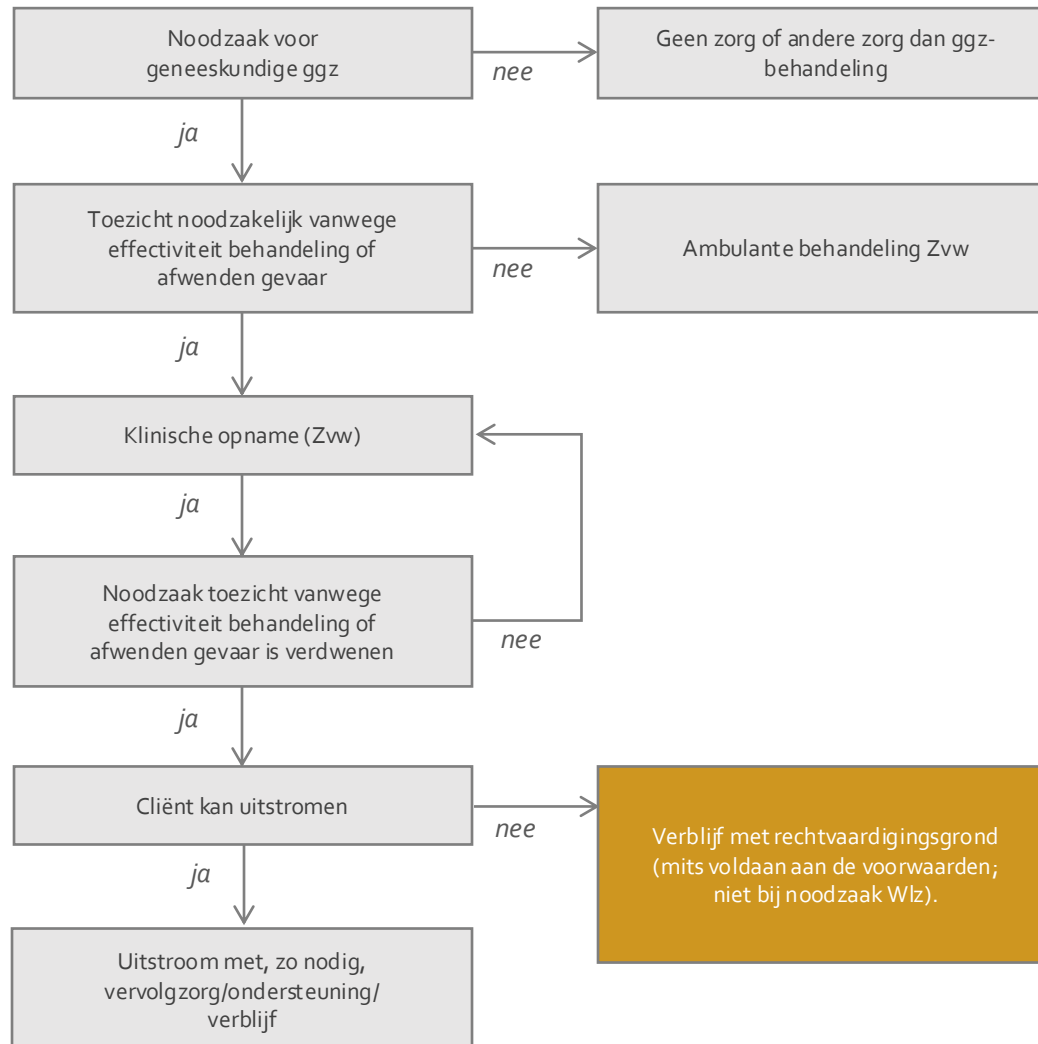 Noodzaak voor
geneeskundige ggz
nee
Geen zorg of andere zorg dan ggz-
behandeling
ja
Toezicht noodzakelijk vanwege
effectiviteit behandeling of
afwenden gevaar
nee
Ambulante behandeling Zvw
ja
Klinische opname (Zvw)
ja
Noodzaak toezicht vanwege
effectiviteit behandeling of
afwenden gevaar is verdwenen
nee
ja
Cliënt kan uitstromen
nee
Verblijf met rechtvaardigingsgrond
(mits voldaan aan de voorwaarden;
niet bij noodzaak Wlz).
ja
Uitstroom met, zo nodig,
vervolgzorg/ondersteuning/
verblijf